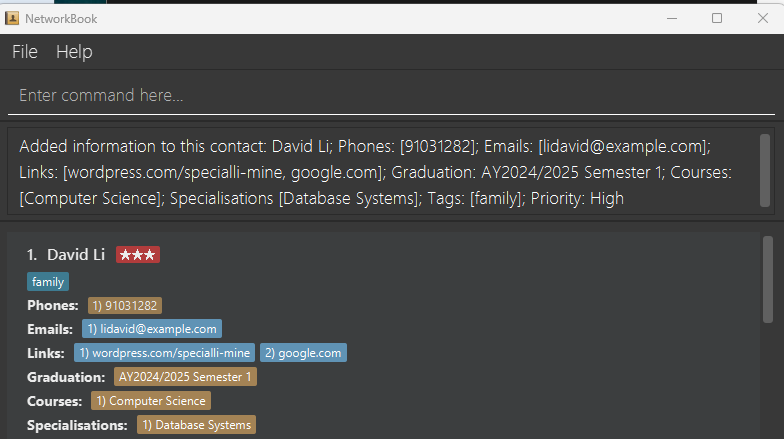 NetworkBook
File Help
Enter command here...
Added information to this contact: David Li; Phones: [91031282]; Emails: [lidavid@example.com];
Links: [wordpress.com/specialli-mine, google.com]; Graduation: AY2024/2025 Semester 1; Courses:
[Computer Science]; Specialisations [Database Systems]; Tags: [family]; Priority: High
1. David Li ★★★
family
Phones: 1) 91031282
Emails: 1) lidavid@example.com
Links: 1) wordpress.com/specialli-mine 2) google.com
Graduation: AY2024/2025 Semester 1
Courses: 1) Computer Science
Specialisations: 1) Database Systems